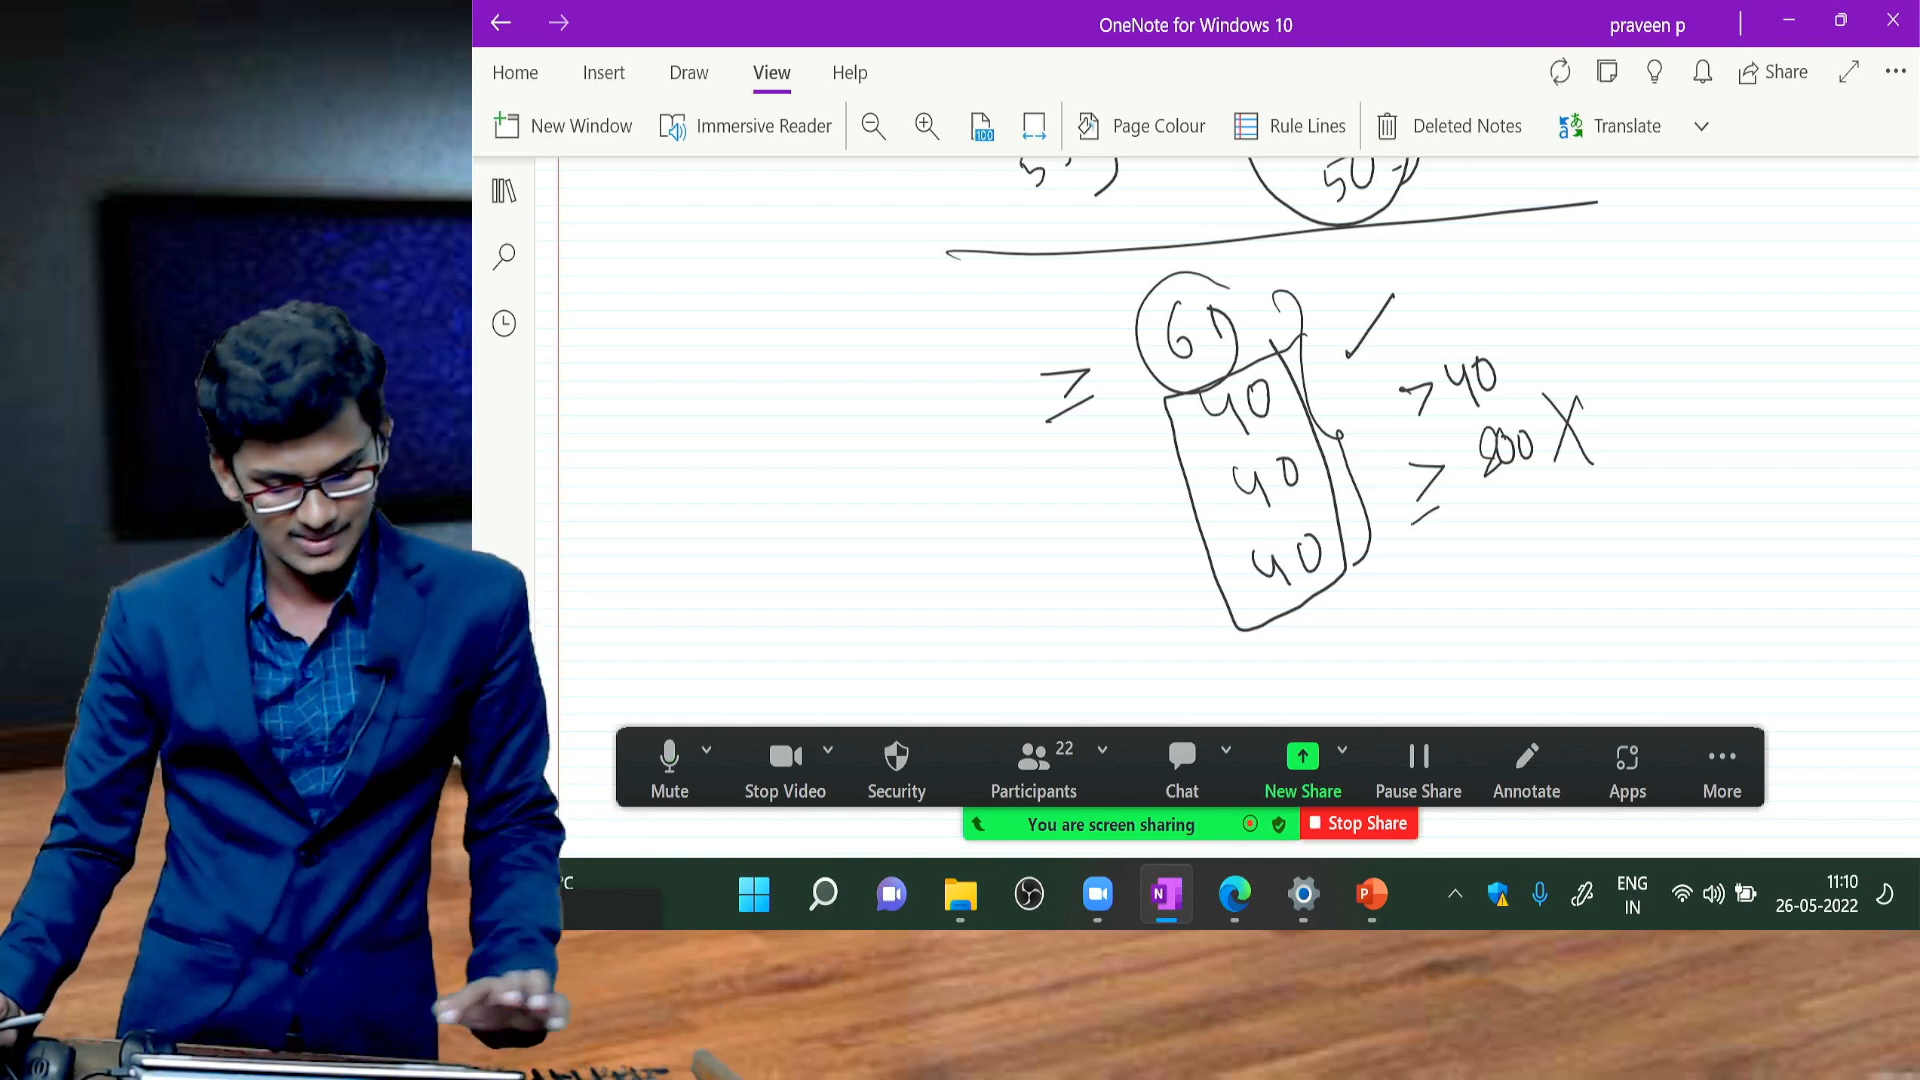 OneNote for Windows 10 praveen p
Home Insert Draw View Help Share
New Window Immersive Reader 100 Page Colour Rule Lines Deleted Notes Translate
50
60
≥ 40 > 40
40 ≥ X
40
22
Mute Stop Video Security Participants Chat New Share Pause Share Annotate Apps More
You are screen sharing Stop Share
°C
ENG
IN
11:10
26-05-2022